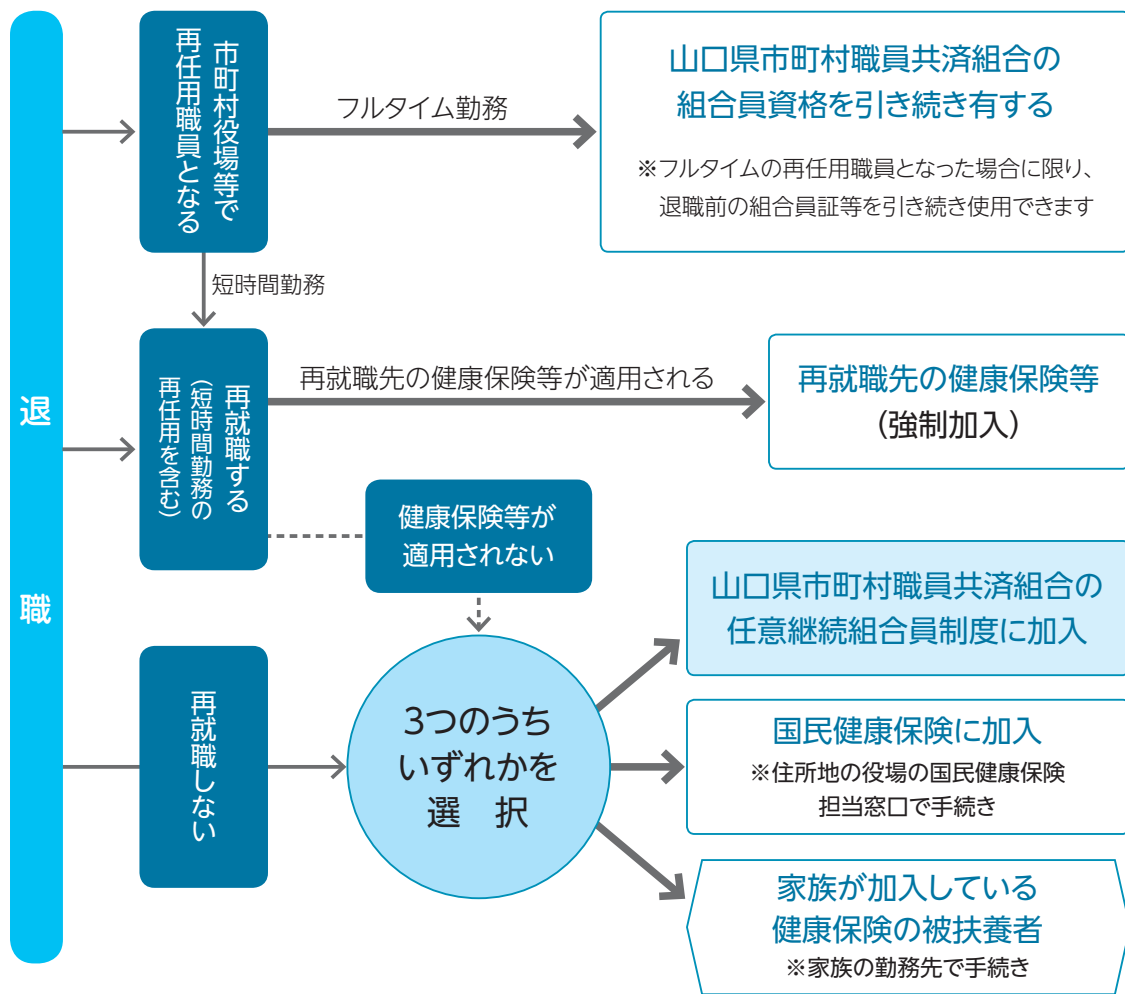 退職
市町村役場等で
再任用職員となる
フルタイム勤務
山口県市町村職員共済組合の
組合員資格を引き続き有する
※フルタイムの再任用職員となった場合に限り、
退職前の組合員証等を引き続き使用できます
短時間勤務
再就職する
(短時間勤務の
再任用を含む)
再就職先の健康保険等が適用される
再就職先の健康保険等
(強制加入)
健康保険等が
適用されない
再就職しない
3つのうち
いずれかを
選　択
山口県市町村職員共済組合の
任意継続組合員制度に加入
国民健康保険に加入
※住所地の役場の国民健康保険
担当窓口で手続き
家族が加入している
健康保険の被扶養者
※家族の勤務先で手続き